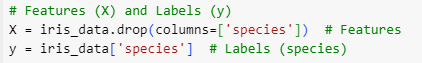 # Features (X) and Labels (y)
X = iris_data.drop(columns=['species'])  # Features
y = iris_data['species']  # Labels (species)